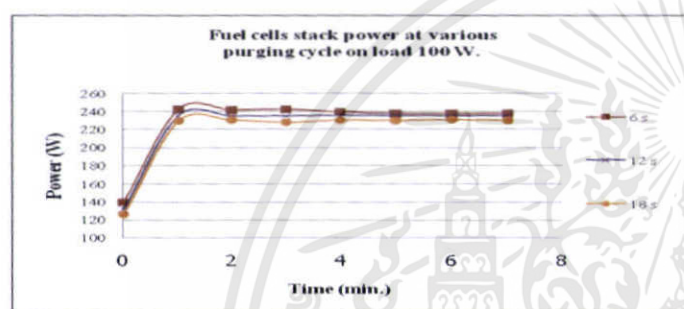 Fuel cells stack power at various
purging cycle on load 100 W.
260
240
220
200
180
160
140
120
100
Power (W)
0
2
4
6
8
Time (min.)
6 s
12 s
18 s